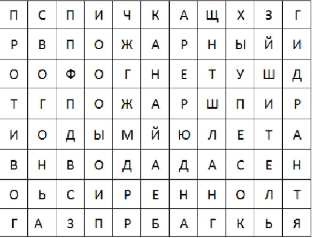 П С П И Ч К А Щ Х З Г
Р В П О Ж А Р Н Ы Й И
О О Ф О Г Н Е Т У Ш Д
Т Г П О Ж А Р Ш П И Р
И О Д Ы М Й Ю Л Е Т А
В Н В О Д А Д А С Е Н
О Ь С И Р Е Н Н О Л Т
Г А З П Р Б А Г К Ь Я